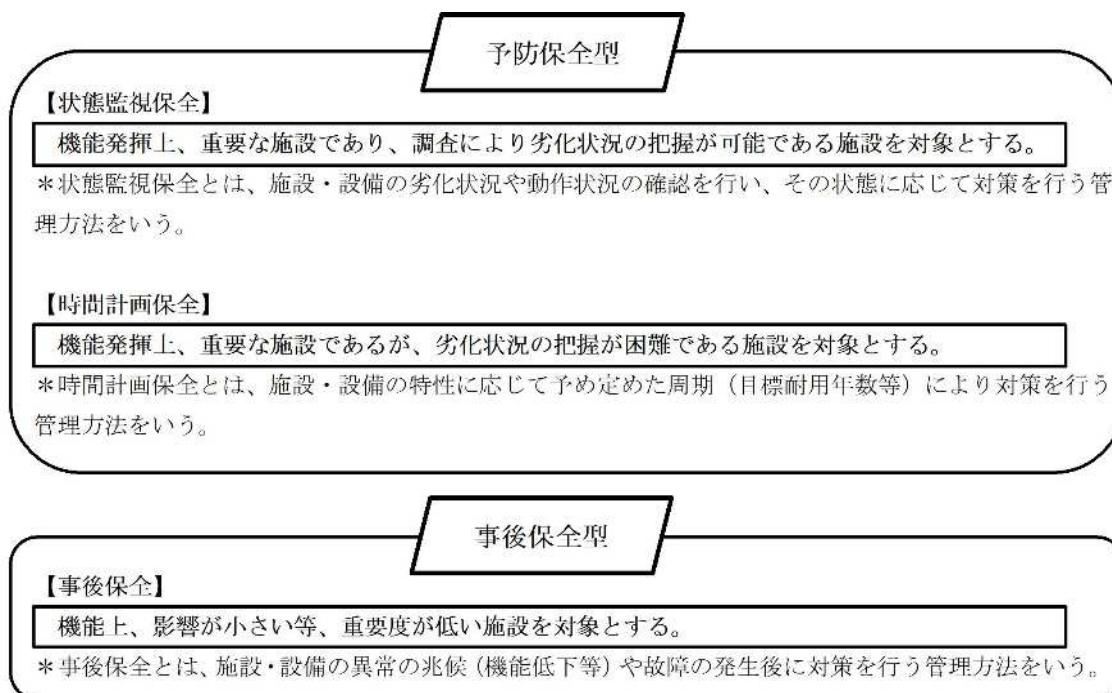 予防保全型
【状態監視保全】
機能発揮上、重要な施設であり、調査により劣化状況の把握が可能である施設を対象とする。
＊状態監視保全とは、施設・設備の劣化状況や動作状況の確認を行い、その状態に応じて対策を行う管
理方法をいう。
【時間計画保全】
機能発揮上、重要な施設であるが、劣化状況の把握が困難である施設を対象とする。
＊時間計画保全とは、施設・設備の特性に応じて予め定めた周期（目標耐用年数等）により対策を行う
管理方法をいう。
事後保全型
【事後保全】
機能上、影響が小さい等、重要度が低い施設を対象とする。
＊事後保全とは、施設・設備の異常の兆候（機能低下等）や故障の発生後に対策を行う管理方法をいう。